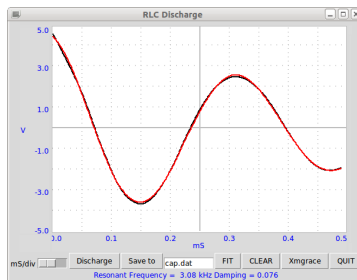 RLC Discharge
5.0
3.0
1.0
V
-1.0
-3.0
-5.0
0.0 0.1 0.2 0.3 0.4 0.5
mS
mS/div Discharge Save to cap.dat FIT CLEAR Xmgrace QUIT
Resonant Frequency = 3.08 kHz Damping = 0.076